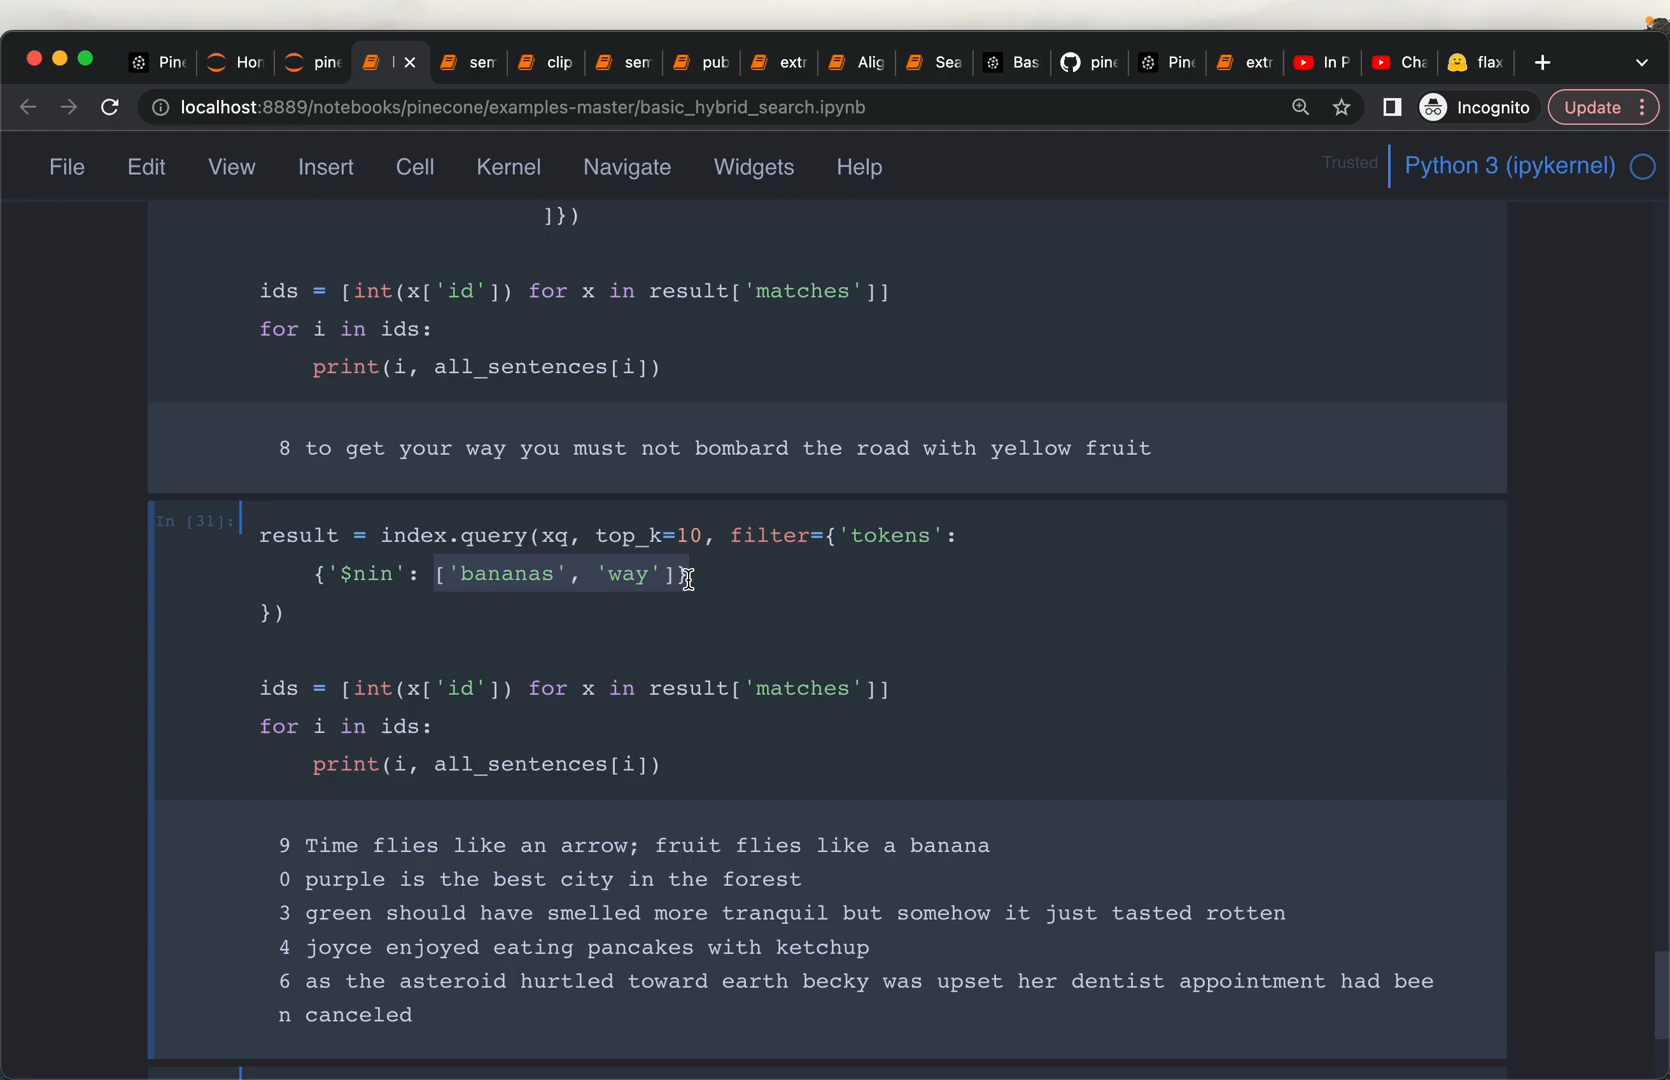 Pine
Hon
pine
sem
clip
sem
pub
extr
Alig
Sea
Bas
pine
Pine
extr
In P
Cha
flax
localhost:8889/notebooks/pinecone/examples-master/basic_hybrid_search.ipynb
Incognito
Update
File Edit View Insert Cell Kernel Navigate Widgets Help
Trusted
Python 3 (ipykernel)
]})
ids = [int(x['id']) for x in result['matches']]
for i in ids:
print(i, all_sentences[i])
8 to get your way you must not bombard the road with yellow fruit
In [31]:
result = index.query(xq, top_k=10, filter={'tokens':
{'$nin': ['bananas', 'way']}
})
ids = [int(x['id']) for x in result['matches']]
for i in ids:
print(i, all_sentences[i])
9 Time flies like an arrow; fruit flies like a banana
0 purple is the best city in the forest
3 green should have smelled more tranquil but somehow it just tasted rotten
4 joyce enjoyed eating pancakes with ketchup
6 as the asteroid hurtled toward earth becky was upset her dentist appointment had bee
n canceled